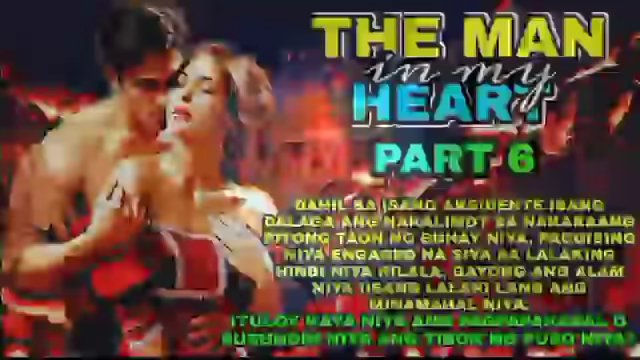 THE MAN
in my
HEART
PART 6
DAHIL SA ISANG AKSIDENTE ISANG
DALAGA ANG NAKALIMOT SA NAKARAANG
PITONG TAON NG BUHAY NIYA, PAGGISING
NIYA ENGAGED NA SIYA SA LALAKING
HINDI NIYA KILALA, GAYONG ANG ALAM
NIYA IISANG LALAKI LANG ANG
MINAMAHAL NIYA.
ITULOY KAYA NIYA ANG PAGPAPAKASAL O
SUSUNDIN NIYA ANG TIBOK NG PUSO NIYA?